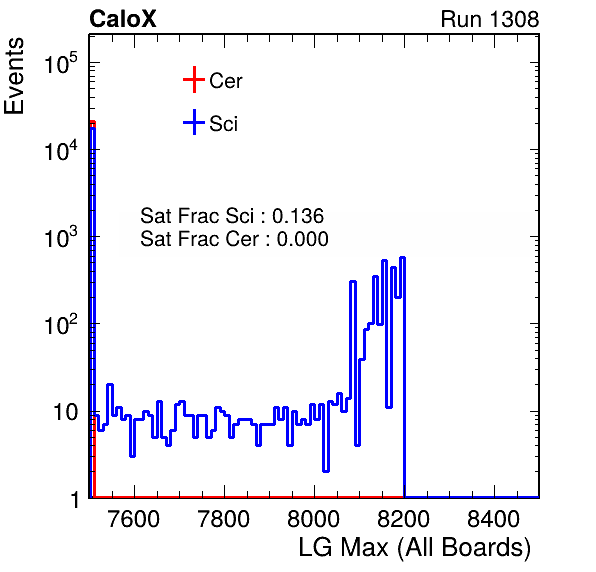 CaloX Run 1308
Events
10^5
10^4
10^3
10^2
10
1
Cer
Sci
Sat Frac Sci : 0.136
Sat Frac Cer : 0.000
7600 7800 8000 8200 8400
LG Max (All Boards)